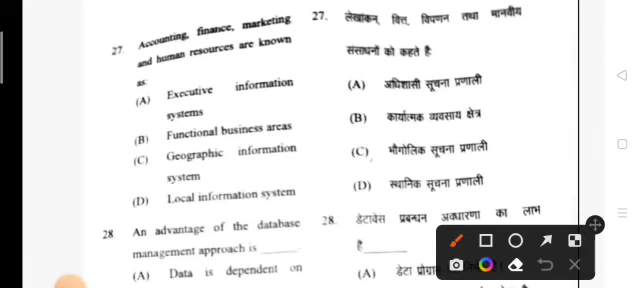 27. Accounting, finance, marketing
and human resources are known
as:
(A) Executive information
systems
(B) Functional business areas
(C) Geographic information
system
(D) Local information system
28. An advantage of the database
management approach is ______
(A) Data is dependent on
27. लेखांकन, वित्त, विपणन तथा मानवीय
संसाधनों को कहते है
(A) अधिशासी सूचना प्रणाली
(B) कार्यात्मक व्यवसाय क्षेत्र
(C) भौगोलिक सूचना प्रणाली
(D) स्थानिक सूचना प्रणाली
28. डेटाबेस प्रबन्धन अवधारणा का लाभ
है ______
(A) डेटा